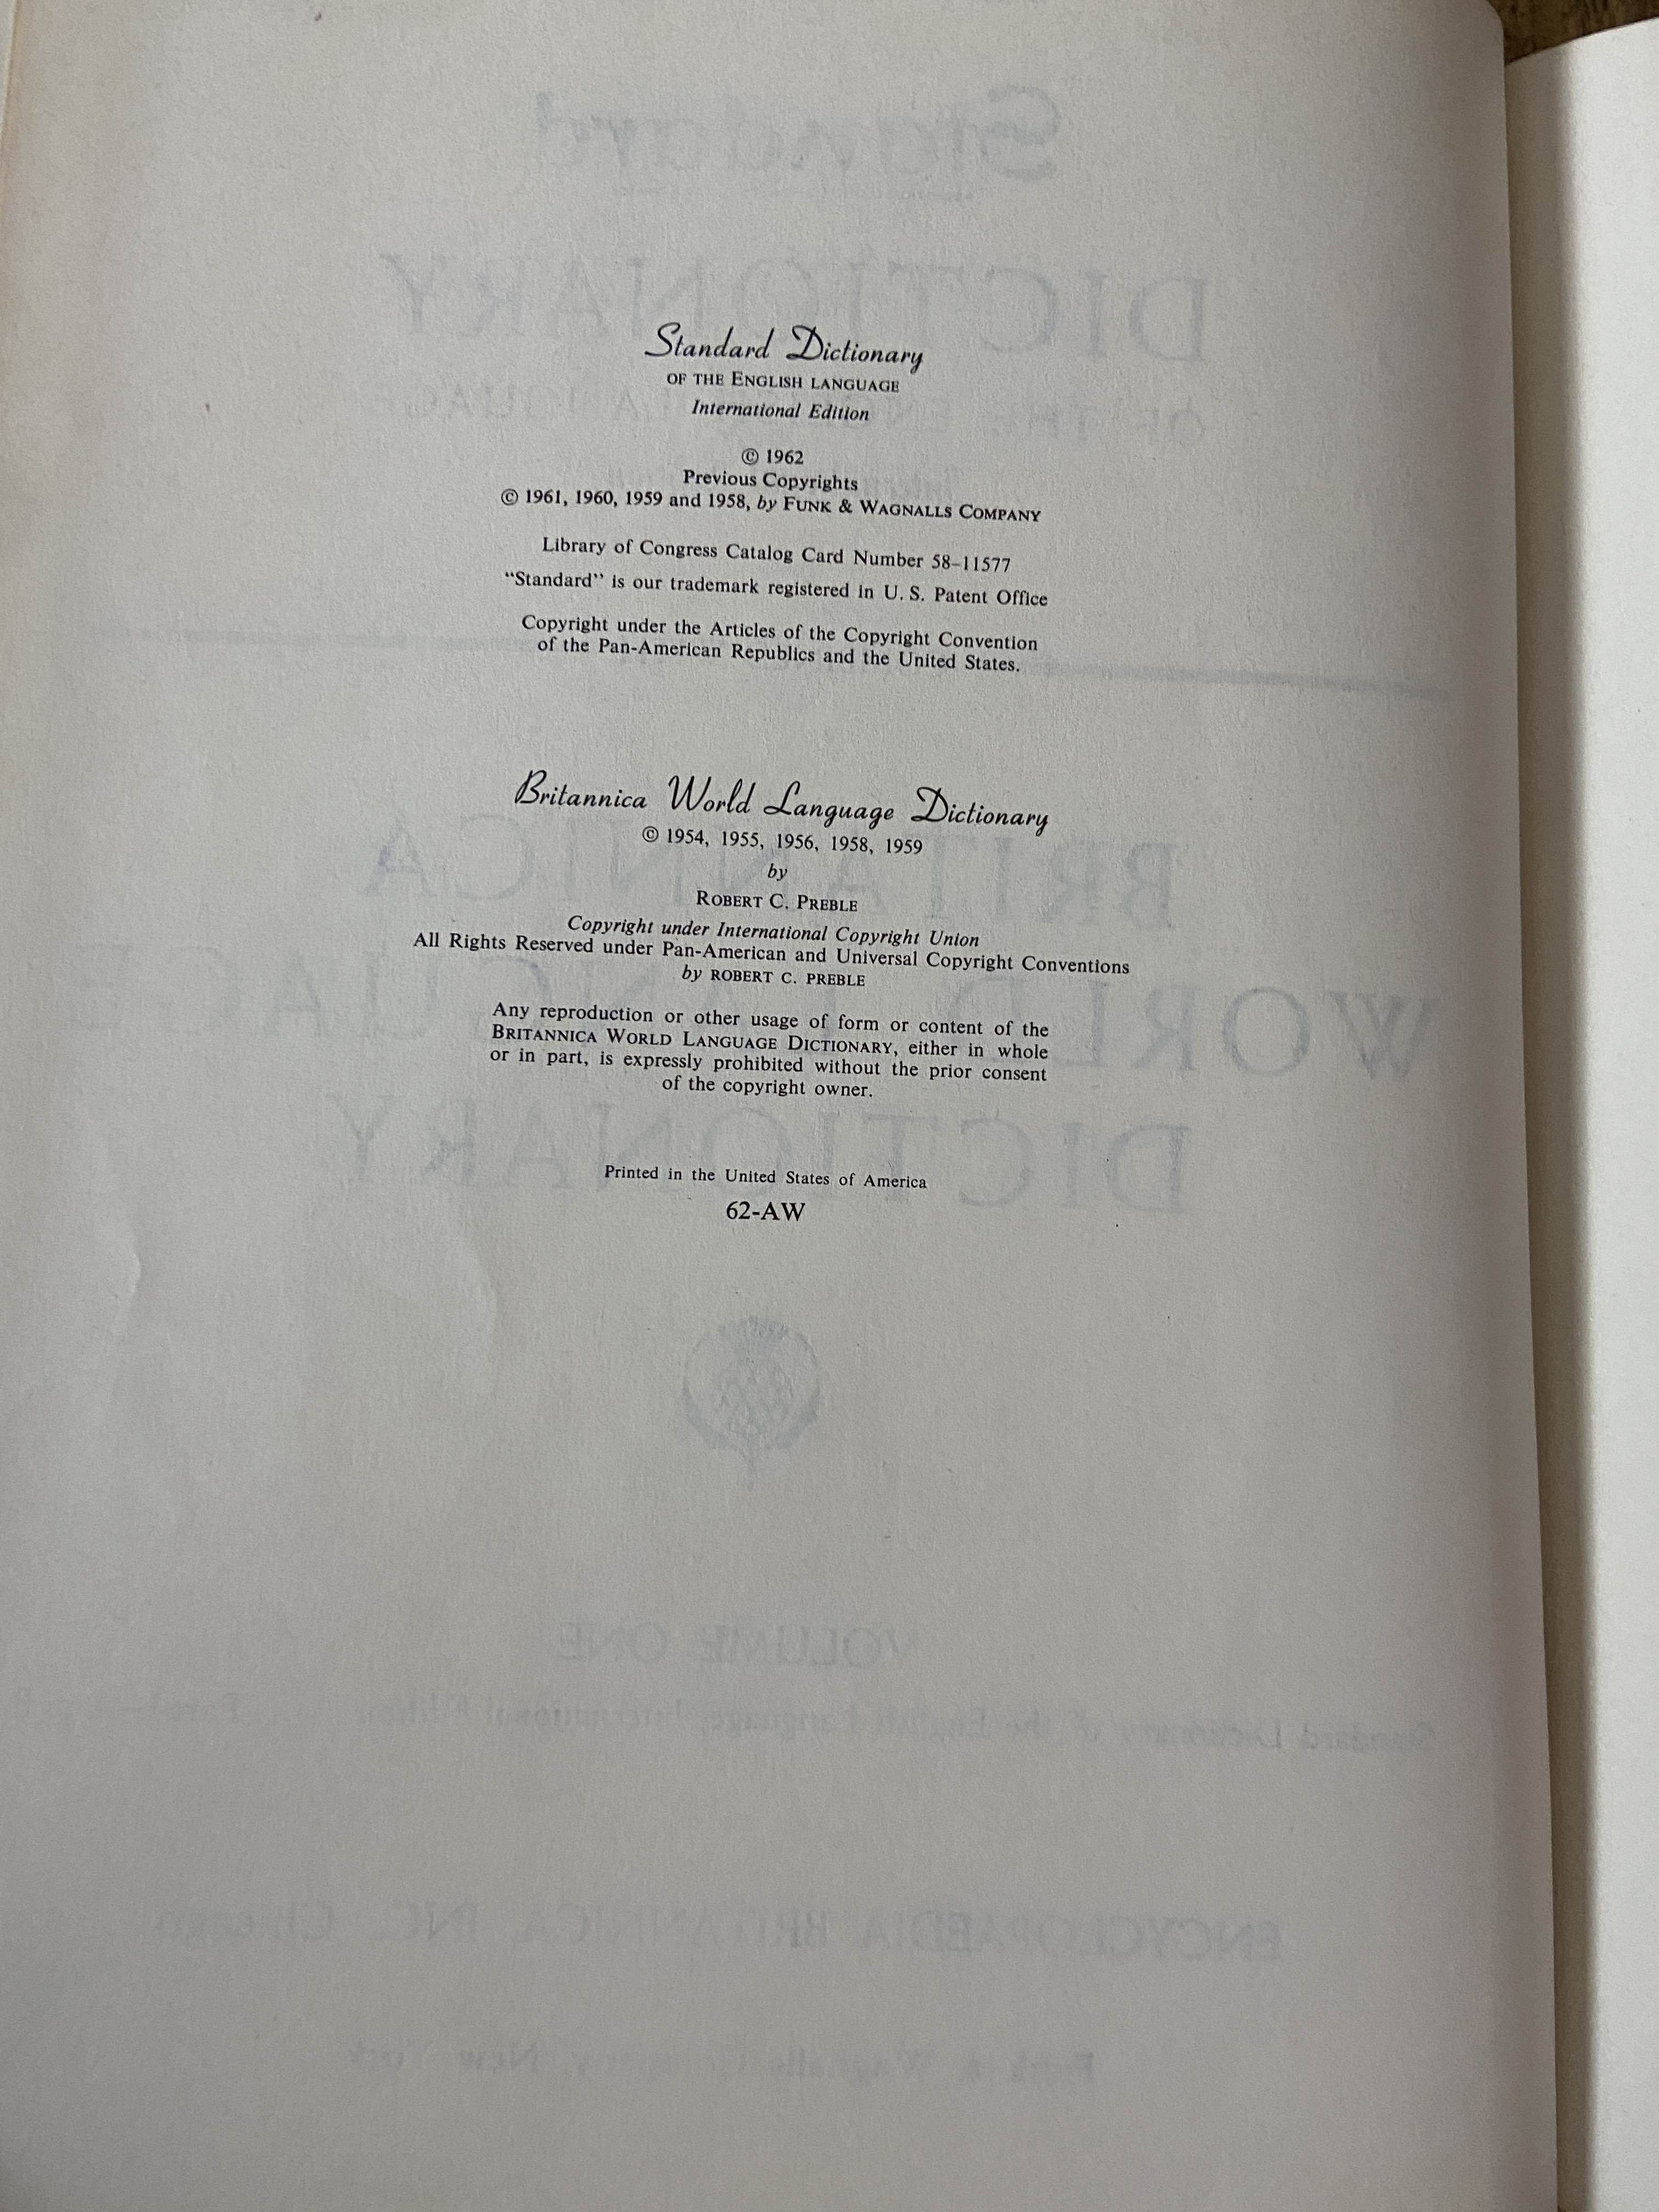 Standard Dictionary
OF THE ENGLISH LANGUAGE
International Edition
© 1962
Previous Copyrights
© 1961, 1960, 1959 and 1958, by FUNK & WAGNALLS COMPANY
Library of Congress Catalog Card Number 58–11577
“Standard” is our trademark registered in U. S. Patent Office
Copyright under the Articles of the Copyright Convention
of the Pan-American Republics and the United States.
Britannica World Language Dictionary
© 1954, 1955, 1956, 1958, 1959
by
ROBERT C. PREBLE
Copyright under International Copyright Union
All Rights Reserved under Pan-American and Universal Copyright Conventions
by ROBERT C. PREBLE
Any reproduction or other usage of form or content of the
BRITANNICA WORLD LANGUAGE DICTIONARY, either in whole
or in part, is expressly prohibited without the prior consent
of the copyright owner.
Printed in the United States of America
62-AW